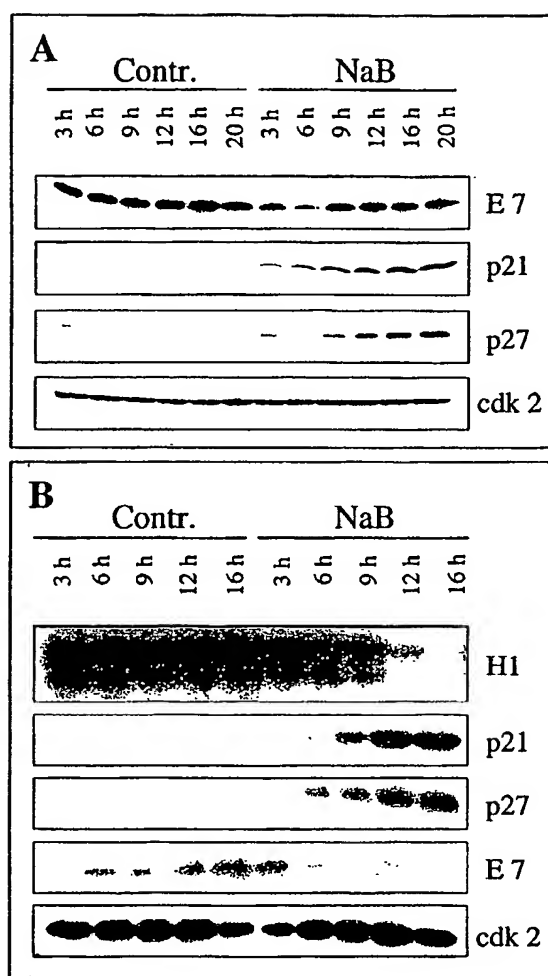 A
Contr. NaB
3 h 6 h 9 h 12 h 16 h 20 h 3 h 6 h 9 h 12 h 16 h 20 h
E 7
p21
p27
cdk 2
B
Contr. NaB
3 h 6 h 9 h 12 h 16 h 3 h 6 h 9 h 12 h 16 h
H1
p21
p27
E 7
cdk 2